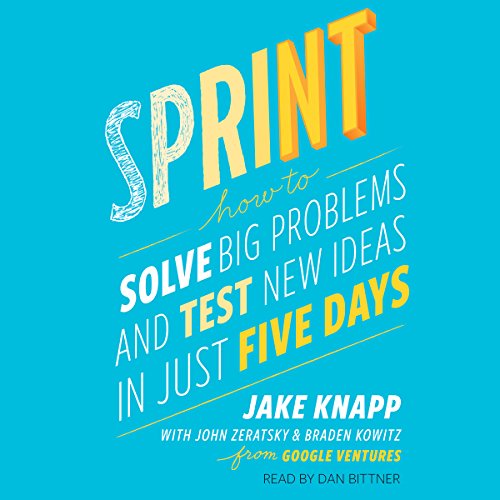 SPRINT
how to
SOLVE BIG PROBLEMS
AND TEST NEW IDEAS
IN JUST FIVE DAYS
JAKE KNAPP
WITH JOHN ZERATSKY & BRADEN KOWITZ
from GOOGLE VENTURES
READ BY DAN BITTNER